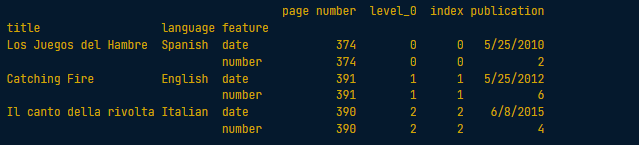 page number level_0 index publication
title language feature
Los Juegos del Hambre Spanish date 374 0 0 5/25/2010
number 374 0 0 2
Catching Fire English date 391 1 1 5/25/2012
number 391 1 1 6
Il canto della rivolta Italian date 390 2 2 6/8/2015
number 390 2 2 4